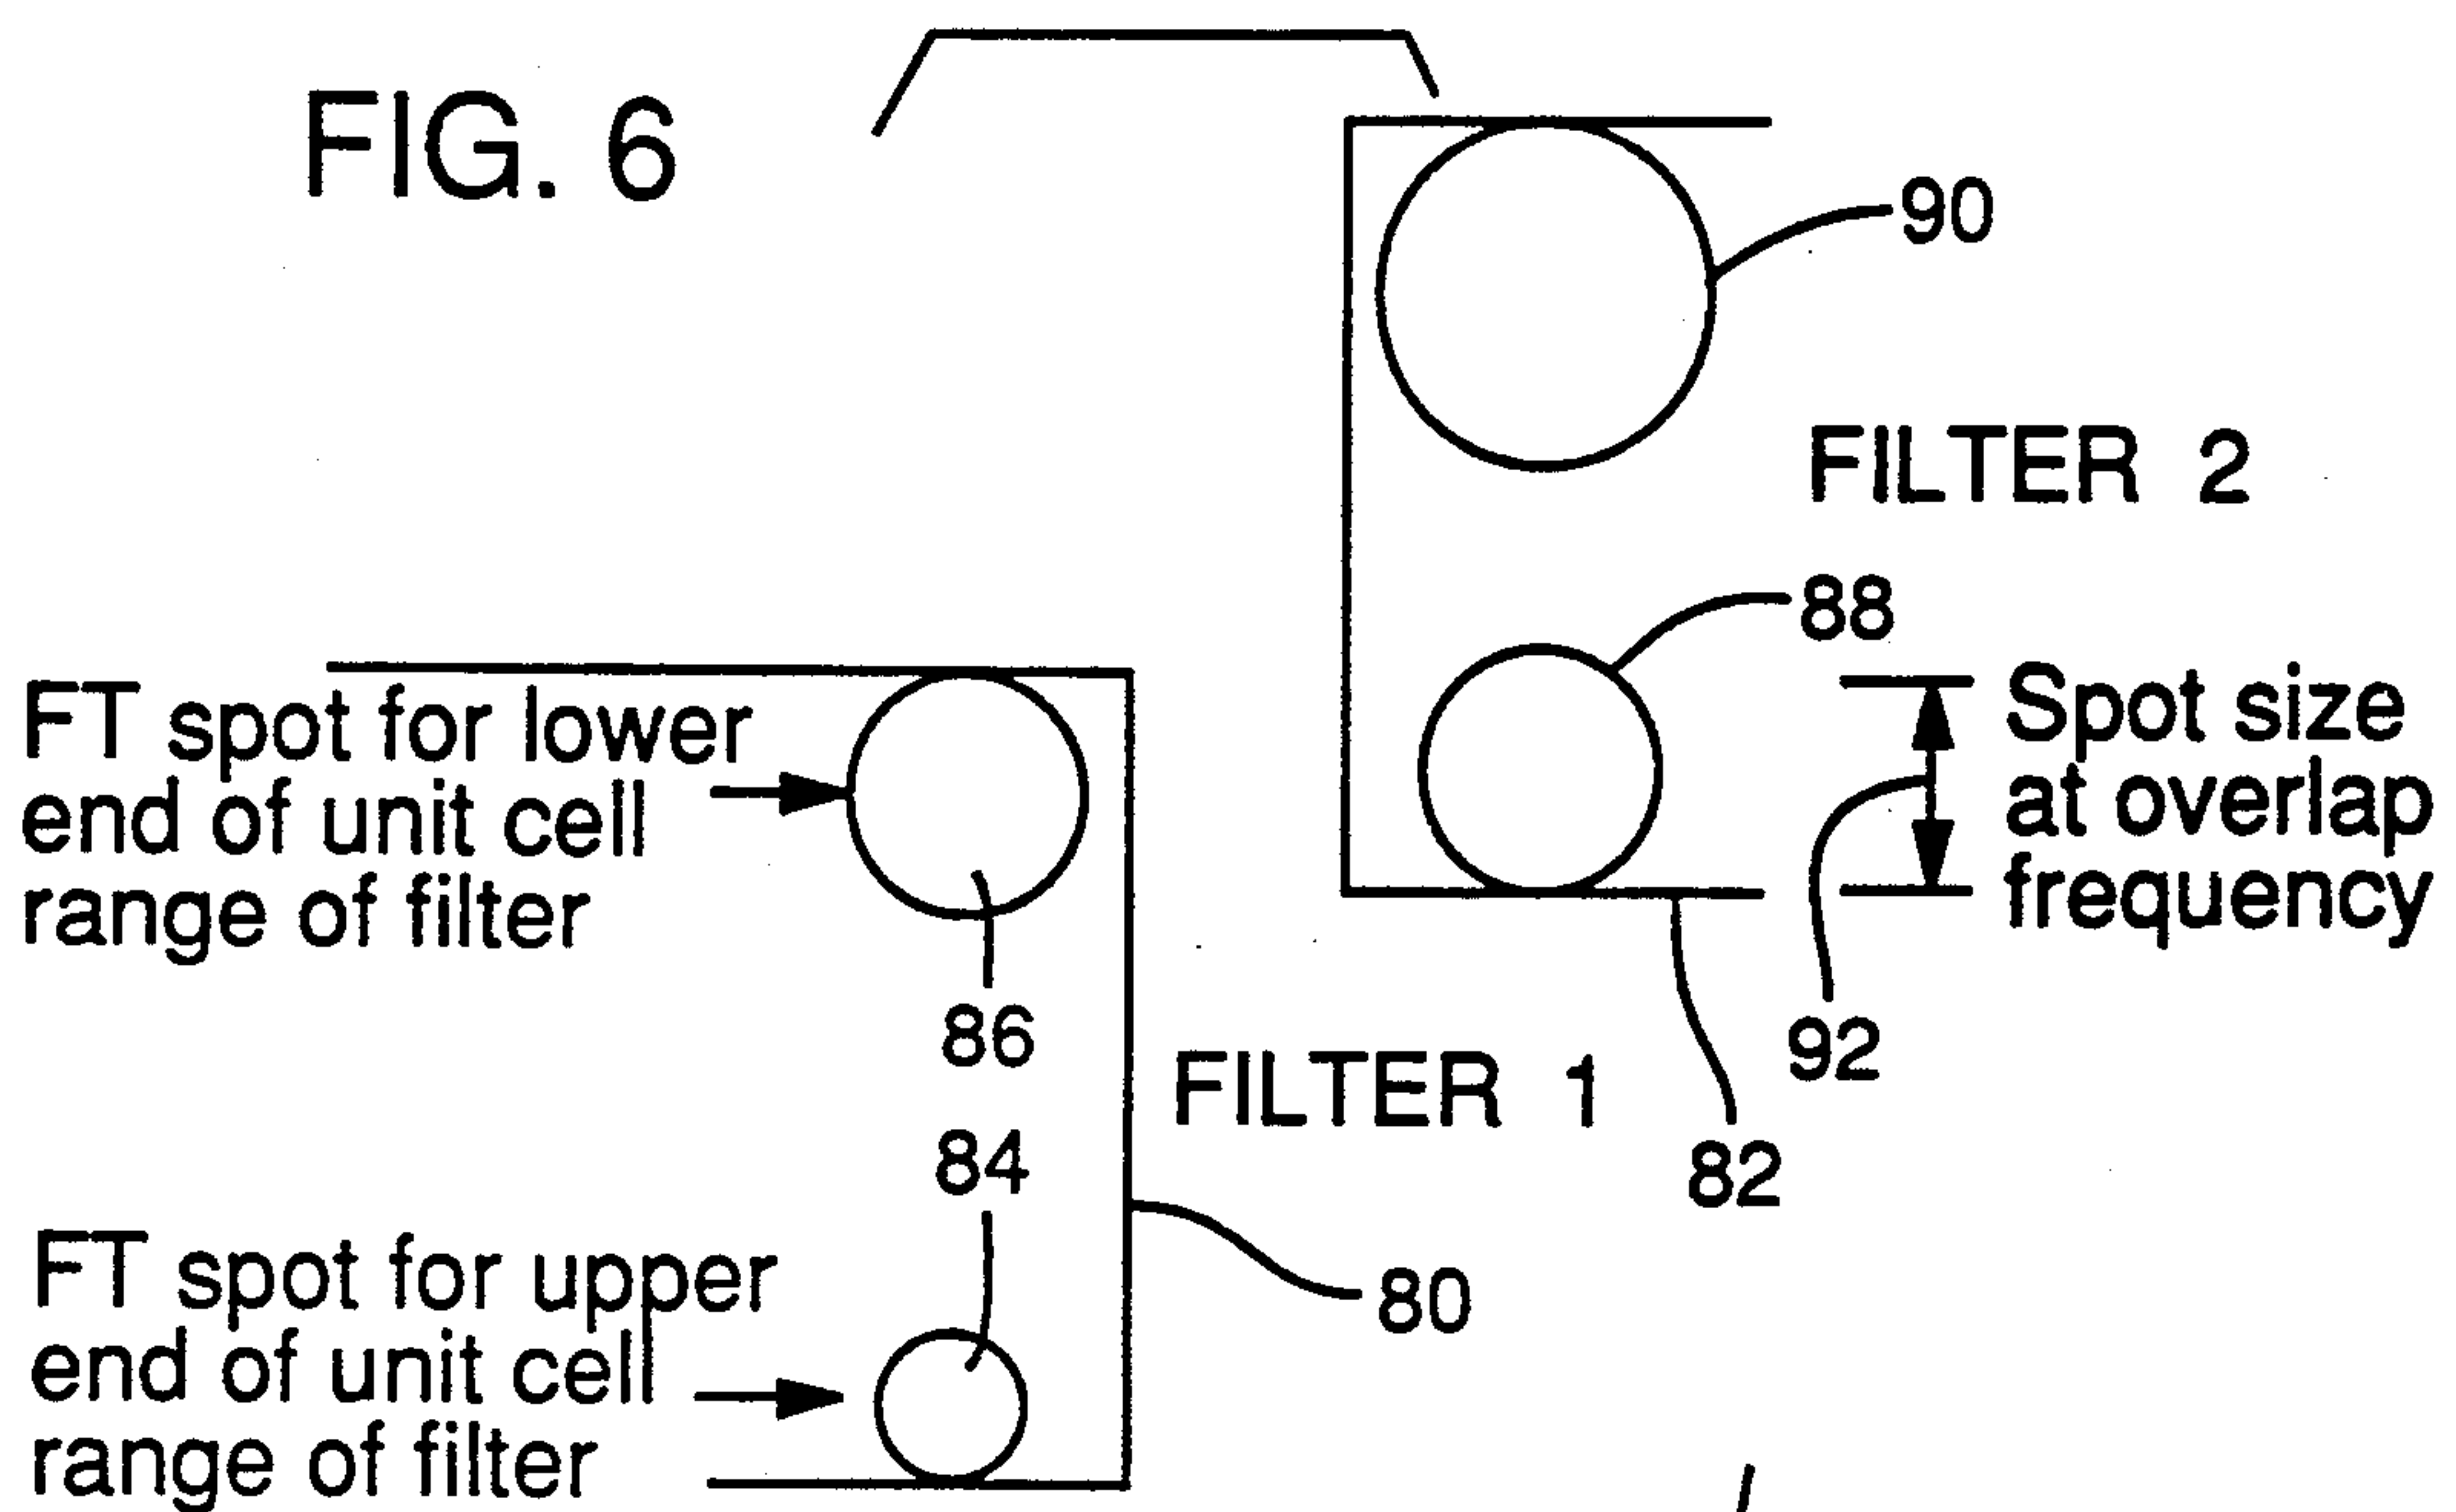 FIG. 6
90
FILTER 2
88
FT spot for lower
end of unit cell
range of filter
Spot size
at overlap
frequency
86
FILTER 1
92
84
82
FT spot for upper
end of unit cell
range of filter
80